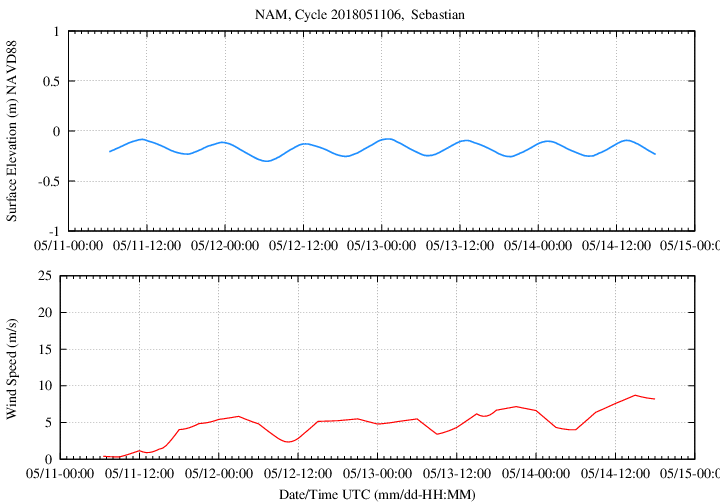 NAM, Cycle 2018051106, Sebastian
Surface Elevation (m) NAVD88
1
0.5
0
-0.5
-1
05/11-00:00 05/11-12:00 05/12-00:00 05/12-12:00 05/13-00:00 05/13-12:00 05/14-00:00 05/14-12:00 05/15-0
Wind Speed (m/s)
25
20
15
10
5
0
05/11-00:00 05/11-12:00 05/12-00:00 05/12-12:00 05/13-00:00 05/13-12:00 05/14-00:00 05/14-12:00 05/15-0
Date/Time UTC (mm/dd-HH:MM)